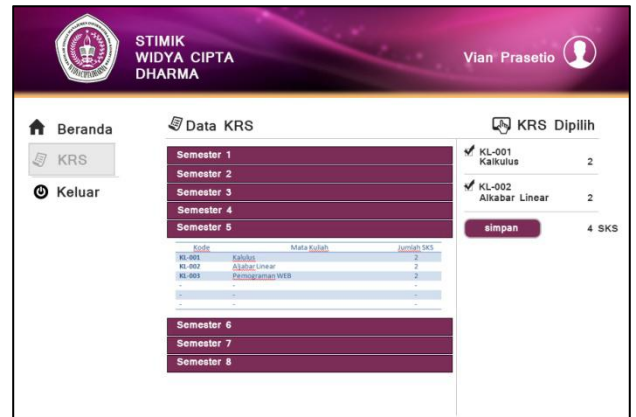 STIMIK
WIDYA CIPTA
DHARMA
Vian Prasetio
Beranda
KRS
Keluar
Data KRS
Semester 1
Semester 2
Semester 3
Semester 4
Semester 5
Kode Mata Kuliah Jumlah SKS
KL-001 Kalulus 2
KL-002 Aljabar Linear 2
KL-003 Pemograman WEB 2
- - -
- - -
- - -
Semester 6
Semester 7
Semester 8
KRS Dipilih
KL-001
Kalkulus 2
KL-002
Alkabar Linear 2
simpan 4 SKS